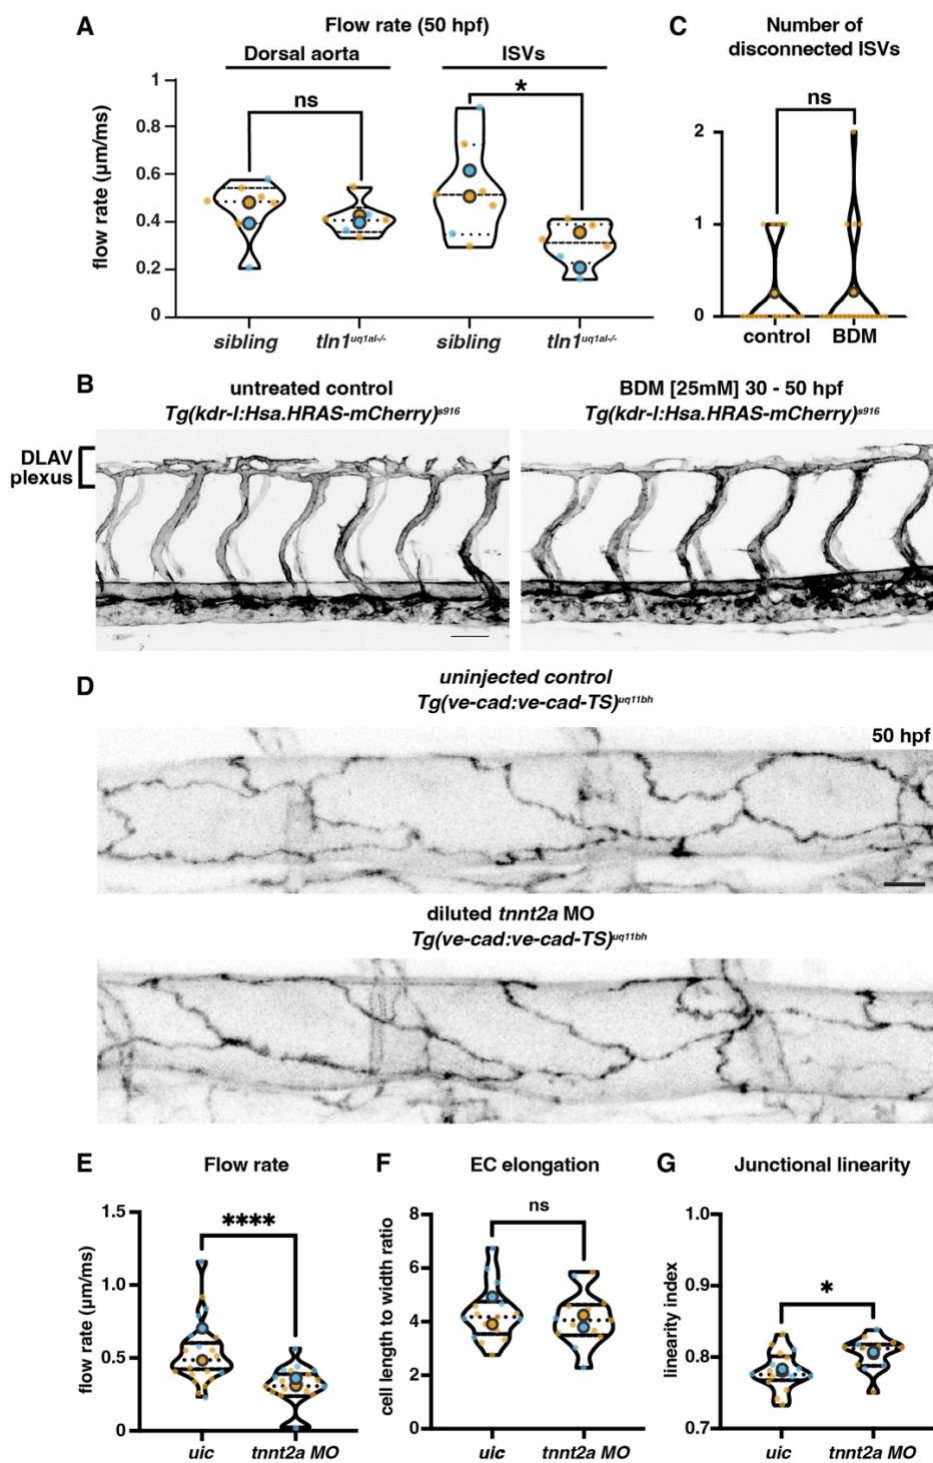 A
Flow rate (50 hpf)
Dorsal aorta
ISVs
ns
*
flow rate (µm/ms)
1
0.8
0.6
0.4
0.2
0
sibling
tln1uq1al-/-
sibling
tln1uq1al-/-
C
Number of
disconnected ISVs
ns
2
1
0
control
BDM
B
untreated control
Tg(kdr-l:Hsa.HRAS-mCherry)s916
BDM [25mM] 30 - 50 hpf
Tg(kdr-l:Hsa.HRAS-mCherry)s916
DLAV
plexus
D
uninjected control
Tg(ve-cad:ve-cad-TS)uq11bh
50 hpf
diluted tnnt2a MO
Tg(ve-cad:ve-cad-TS)uq11bh
E
Flow rate
****
flow rate (µm/ms)
1.5
1.0
0.5
0
uic
tnnt2a MO
F
EC elongation
ns
cell length to width ratio
8
6
4
2
0
uic
tnnt2a MO
G
Junctional linearity
*
linearity index
1.0
0.9
0.8
0.7
uic
tnnt2a MO